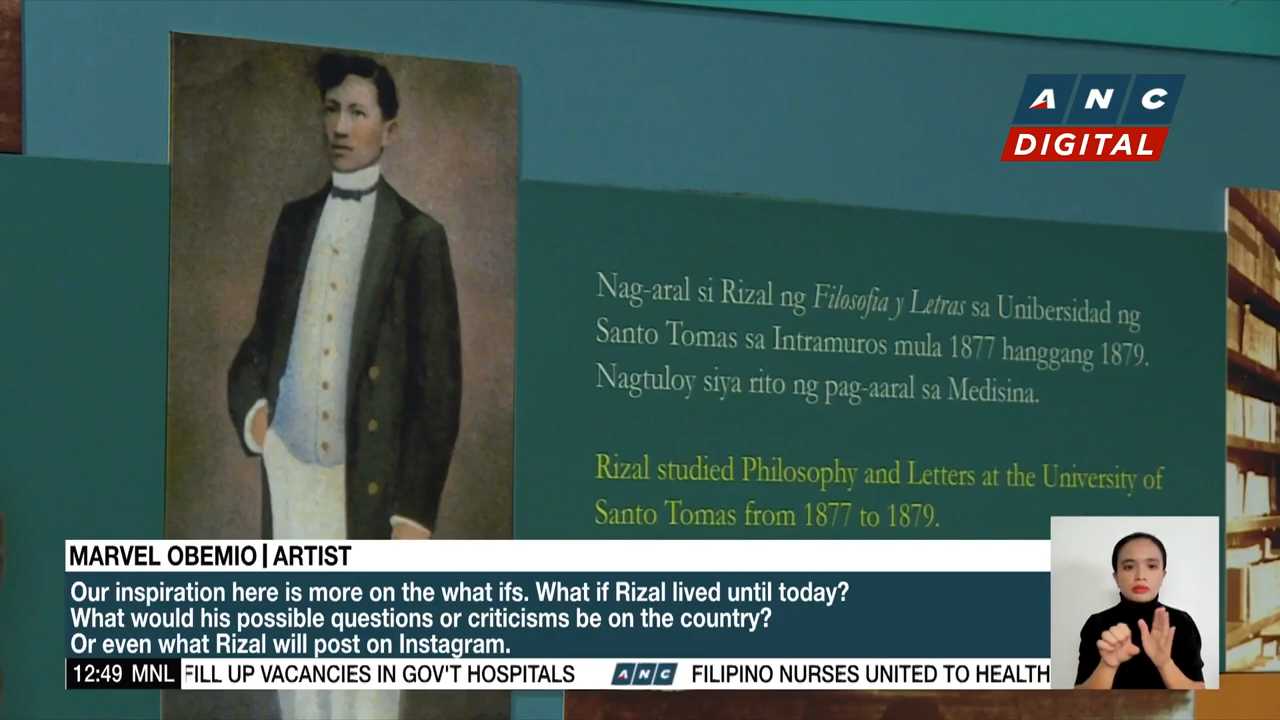 ANC
DIGITAL
Nag-aral si Rizal ng Filosofia y Letras sa Unibersidad ng
Santo Tomas sa Intramuros mula 1877 hanggang 1879.
Nagtuloy siya rito ng pag-aaral sa Medisina.
Rizal studied Philosophy and Letters at the University of
Santo Tomas from 1877 to 1879.
MARVEL OBEMIO | ARTIST
Our inspiration here is more on the what ifs. What if Rizal lived until today?
What would his possible questions or criticisms be on the country?
Or even what Rizal will post on Instagram.
12:49 MNL FILL UP VACANCIES IN GOV'T HOSPITALS ANC FILIPINO NURSES UNITED TO HEALTH